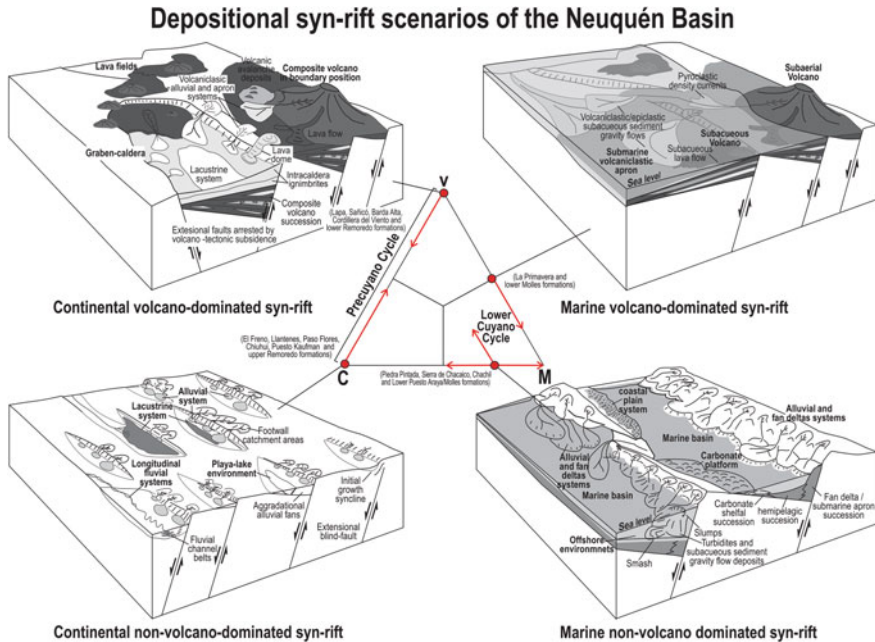 Depositional syn-rift scenarios of the Neuquén Basin
Lava fields
Volcaniclasic
alluvial and apron
systems
Volcanic
deposits
Composite volcano
in boundary position
Lava flow
Graben-caldera
Lacustrine
system
Lava
dome
Intracaldera
ignimbrites
Composite
volcano
succession
Extesional faults arrested by
volcano -tectonic subsidence
Continental volcano-dominated syn-rift
Pyroclastic
density currents
Subaerial
Volcano
Volcaniclastic/epiclastic
subacueous sediment
gravity flows
Subacueous
Volcano
Submarine
volcaniclastic
apron
Subacueous
lava flow
Sea level
Marine volcano-dominated syn-rift
V
(Lapa, Sañicó, Barda Alta,
Cordillera del Viento and
lower Remoredo formations)
Precuyano Cycle
(La Primavera and
lower Molles formations)
Lower
Cuyano
Cycle
(El Freno, Llantenes, Paso Flores,
Chiuhui, Puesto Kaufman and
upper Remoredo formations)
C
(Piedra Pintada, Sierra de Chacaico, Chachil
and Lower Puesto Araya/Molles formations)
M
Alluvial
system
Lacustrine
system
Footwall
catchment areas
Longitudinal
fluvial
systems
Playa-lake
environment
Initial
growth
syncline
Aggradational
alluvial fans
Fluvial
channel
belts
Extensional
blind-fault
Continental non-volcano-dominated syn-rift
coastal
plain
system
Alluvial and
fan deltas systems
Marine basin
Alluvial
and fan
deltas
systems
Carbonate
platform
Marine basin
Carbonate
shelfal
succession
hemipelagic
succesion
Fan delta /
submarine apron
succession
Sea level
Slumps
Turbidites and
subacueous sediment
gravity flow deposits
Offshore
environmnets
Smash
Marine non-volcano dominated syn-rift